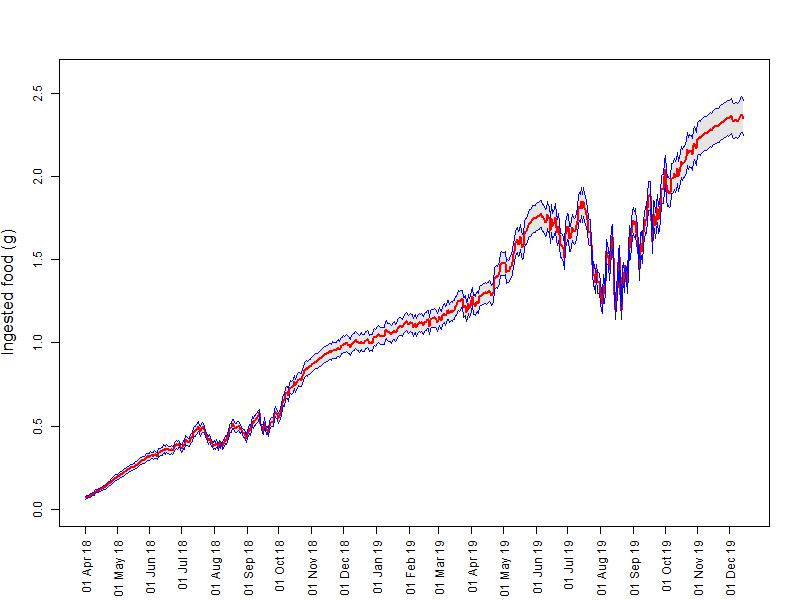 Ingested food (g)
2.5
2.0
1.5
1.0
0.5
0.0
01 Apr 18
01 May 18
01 Jun 18
01 Jul 18
01 Aug 18
01 Sep 18
01 Oct 18
01 Nov 18
01 Dec 18
01 Jan 19
01 Feb 19
01 Mar 19
01 Apr 19
01 May 19
01 Jun 19
01 Jul 19
01 Aug 19
01 Sep 19
01 Oct 19
01 Nov 19
01 Dec 19